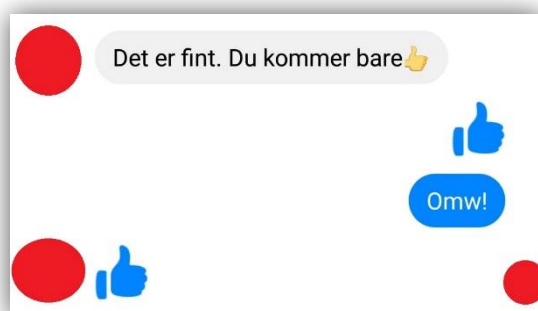 Det er fint. Du kommer bare👍
Omw!